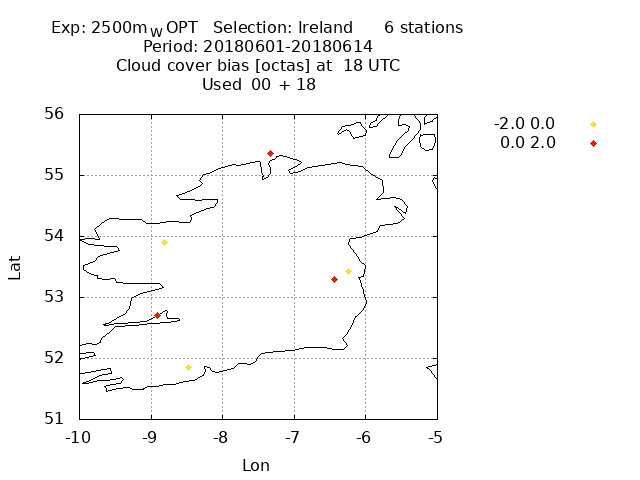 Exp: 2500mW OPT Selection: Ireland 6 stations
Period: 20180601-20180614
Cloud cover bias [octas] at 18 UTC
Used 00 + 18
-2.0 0.0
0.0 2.0
56
55
54
53
52
51
Lat
-10 -9 -8 -7 -6 -5
Lon